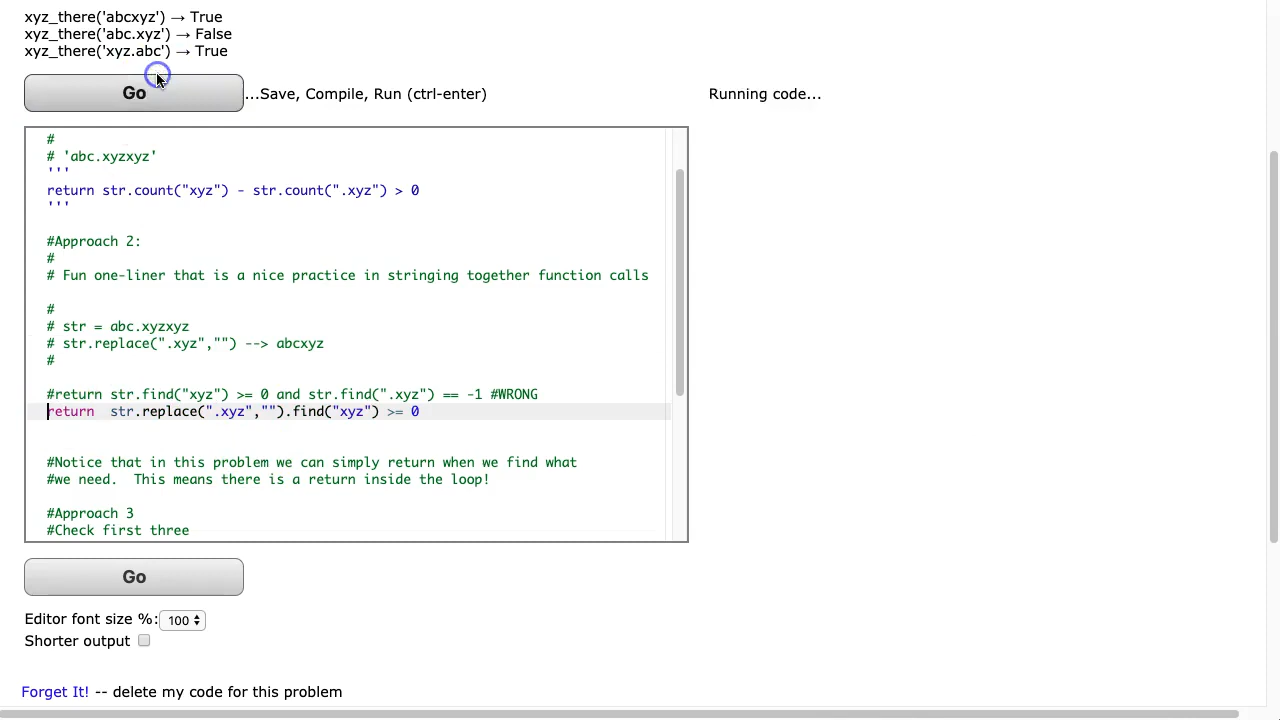 xyz_there('abcxyz') → True
xyz_there('abc.xyz') → False
xyz_there('xyz.abc') → True
Go ...Save, Compile, Run (ctrl-enter) Running code...
#
# 'abc.xyzxyz'
'''
return str.count("xyz") - str.count(".xyz") > 0
'''
#Approach 2:
#
# Fun one-liner that is a nice practice in stringing together function calls
#
# str = abc.xyzxyz
# str.replace(".xyz","") --> abcxyz
#
#return str.find("xyz") >= 0 and str.find(".xyz") == -1 #WRONG
return  str.replace(".xyz","").find("xyz") >= 0
#Notice that in this problem we can simply return when we find what
#we need.  This means there is a return inside the loop!
#Approach 3
#Check first three
Go
Editor font size %: 100
Shorter output
Forget It! -- delete my code for this problem